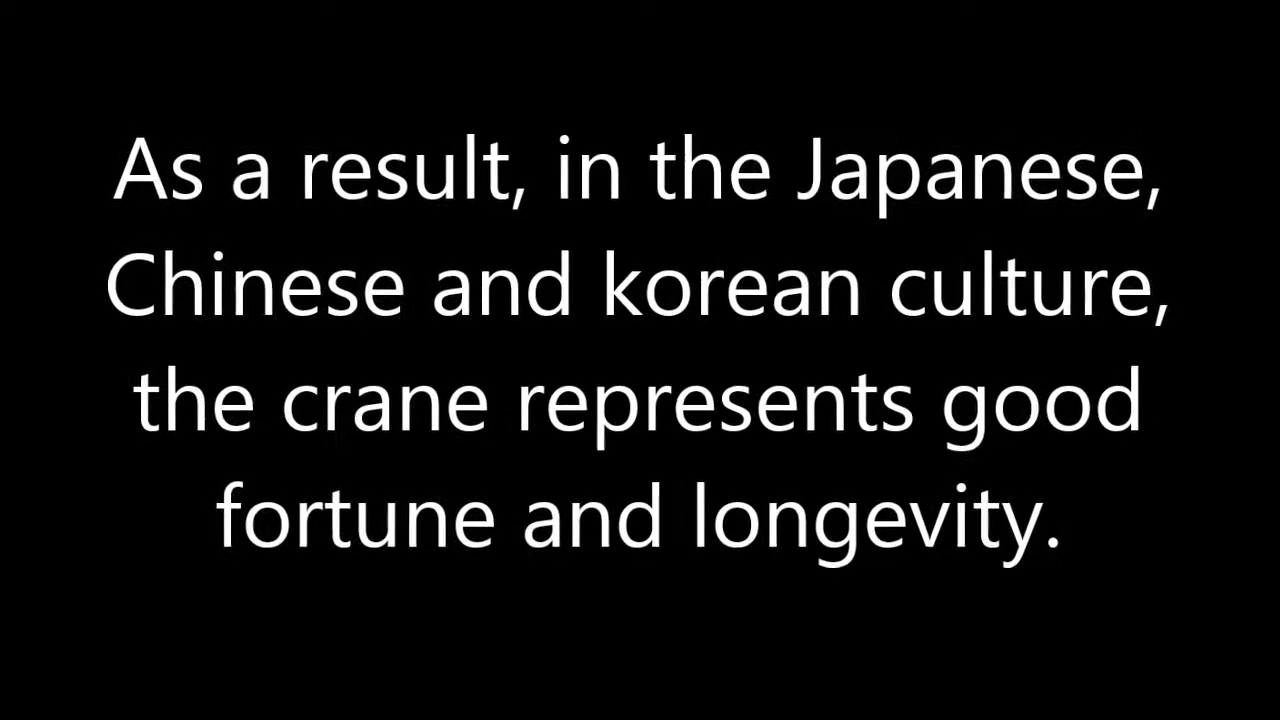 As a result, in the Japanese,
Chinese and korean culture,
the crane represents good
fortune and longevity.